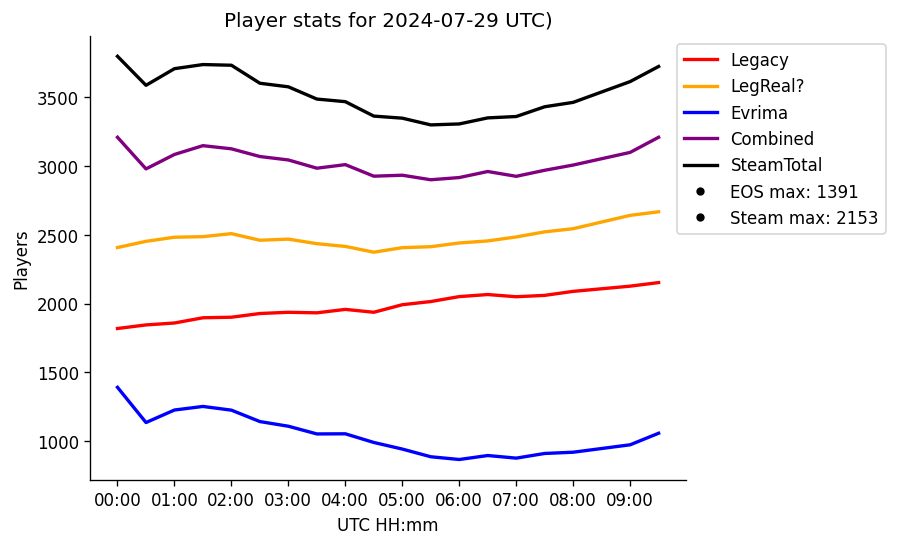 Player stats for 2024-07-29 UTC)
Legacy
LegReal?
Evrima
Combined
SteamTotal
EOS max: 1391
Steam max: 2153
Players
3500
3000
2500
2000
1500
1000
00:00 01:00 02:00 03:00 04:00 05:00 06:00 07:00 08:00 09:00
UTC HH:mm